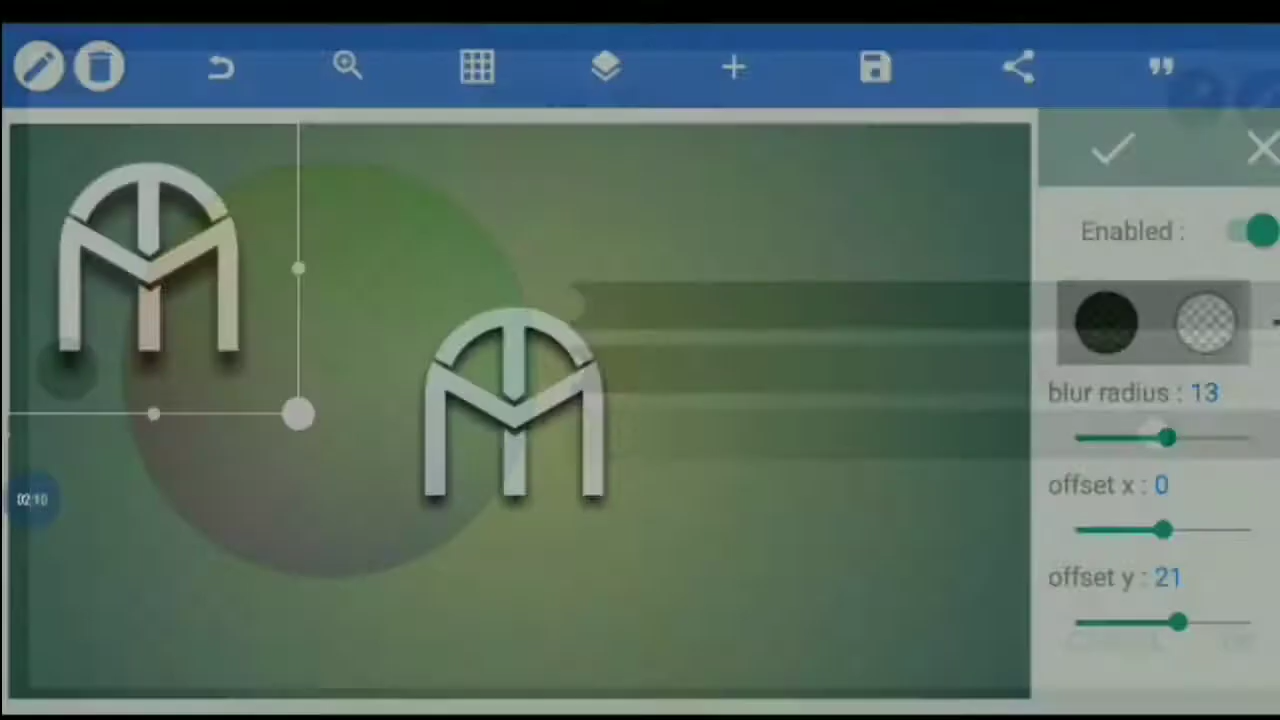 Enabled :
blur radius : 13
offset x : 0
02:10
offset y : 21